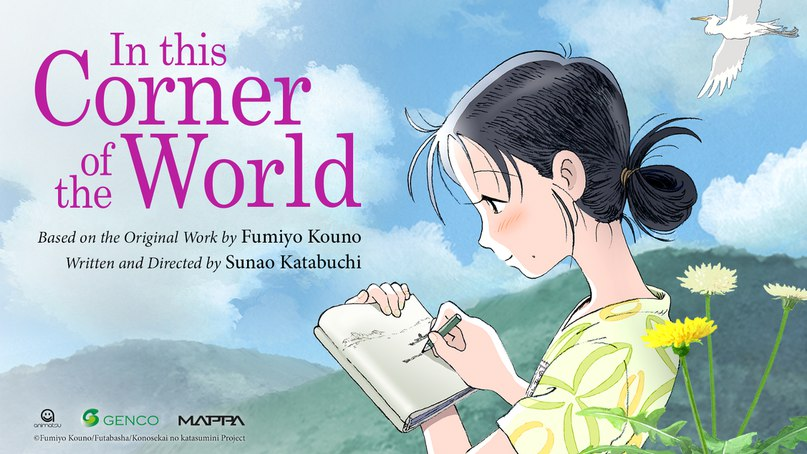 In this
Corner
of the World
Based on the Original Work by Fumiyo Kouno
Written and Directed by Sunao Katabuchi
animatsu GENCO MAPPA
©Fumiyo Kouno/Futabasha/Konosekai no katasumini Project